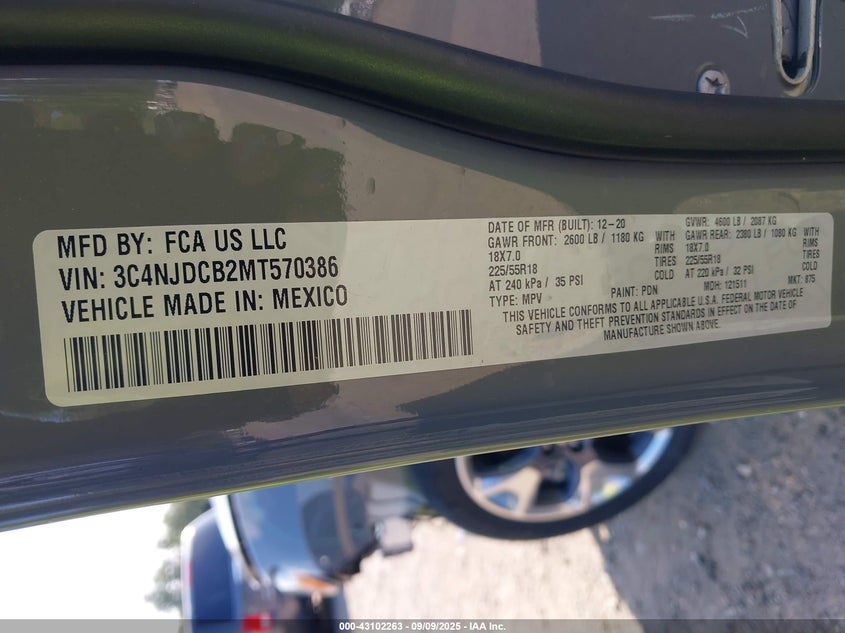 MFD BY: FCA US LLC
VIN: 3C4NJDCB2MT570386
VEHICLE MADE IN: MEXICO
DATE OF MFR (BUILT): 12-20
GAWR FRONT: 2600 LB / 1180 KG WITH
18X7.0 RIMS
225/55R18 TIRES
AT 240 kPa / 35 PSI COLD
TYPE: MPV
PAINT: PDN
GVWR: 4600 LB / 2087 KG
GAWR REAR: 2380 LB / 1080 KG WITH
18X7.0 RIMS
225/55R18 TIRES
AT 220 kPa / 32 PSI COLD
MDH: 121511
MKT: 875
THIS VEHICLE CONFORMS TO ALL APPLICABLE U.S.A. FEDERAL MOTOR VEHICLE
SAFETY AND THEFT PREVENTION STANDARDS IN EFFECT ON THE DATE OF
MANUFACTURE SHOWN ABOVE.
000-43102263 - 09/09/2025 - IAA Inc.